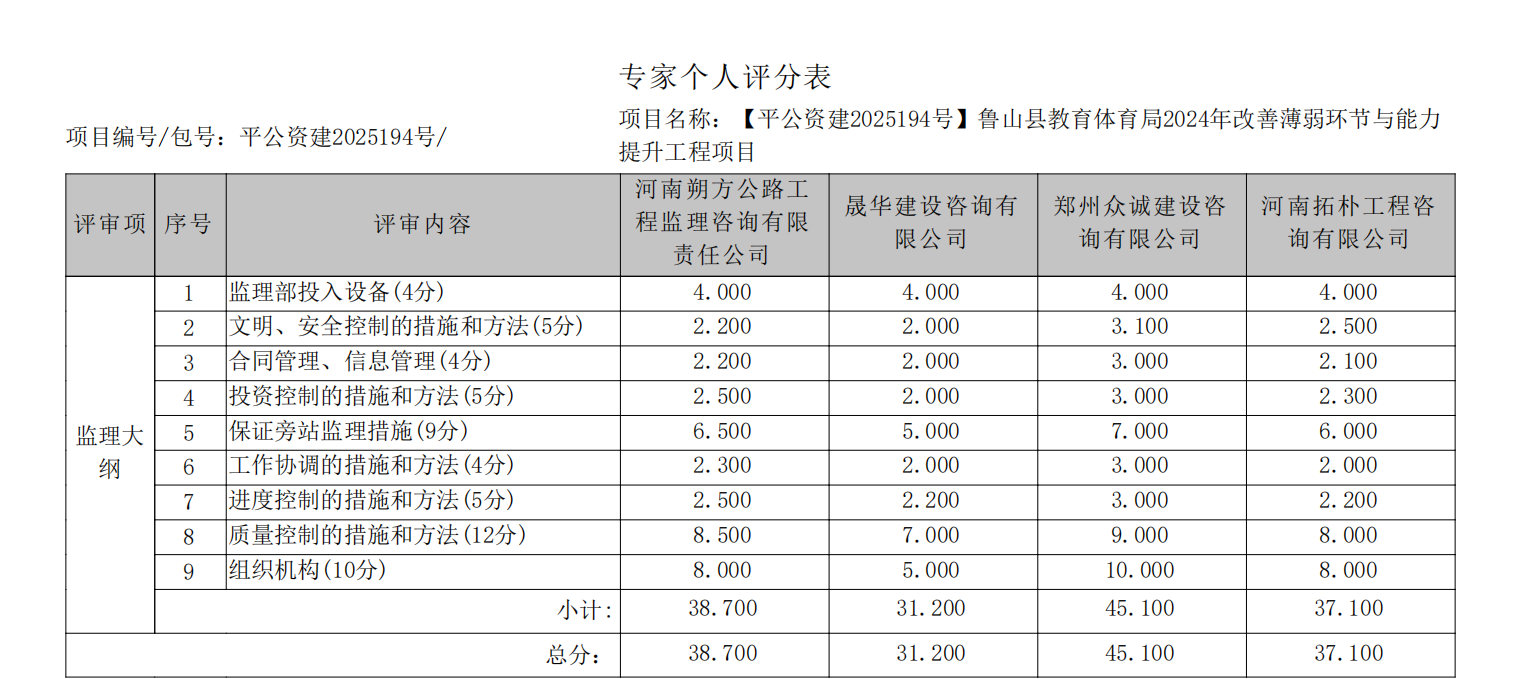 专家个人评分表
项目编号/包号：平公资建2025194号/
项目名称：【平公资建2025194号】鲁山县教育体育局2024年改善薄弱环节与能力
提升工程项目
评审项 序号 评审内容 河南朔方公路工程监理咨询有限责任公司 晟华建设咨询有限公司 郑州众诚建设咨询有限公司 河南拓朴工程咨询有限公司
监理大纲
1 监理部投入设备(4分) 4.000 4.000 4.000 4.000
2 文明、安全控制的措施和方法(5分) 2.200 2.000 3.100 2.500
3 合同管理、信息管理(4分) 2.200 2.000 3.000 2.100
4 投资控制的措施和方法(5分) 2.500 2.000 3.000 2.300
5 保证旁站监理措施(9分) 6.500 5.000 7.000 6.000
6 工作协调的措施和方法(4分) 2.300 2.000 3.000 2.000
7 进度控制的措施和方法(5分) 2.500 2.200 3.000 2.200
8 质量控制的措施和方法(12分) 8.500 7.000 9.000 8.000
9 组织机构(10分) 8.000 5.000 10.000 8.000
小计: 38.700 31.200 45.100 37.100
总分： 38.700 31.200 45.100 37.100